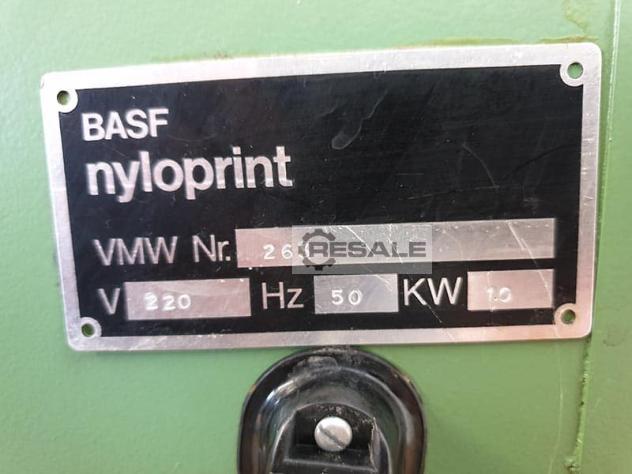 BASF
nyloprint
VMW Nr.
RESALE
V 220 Hz 50 KW 1.0